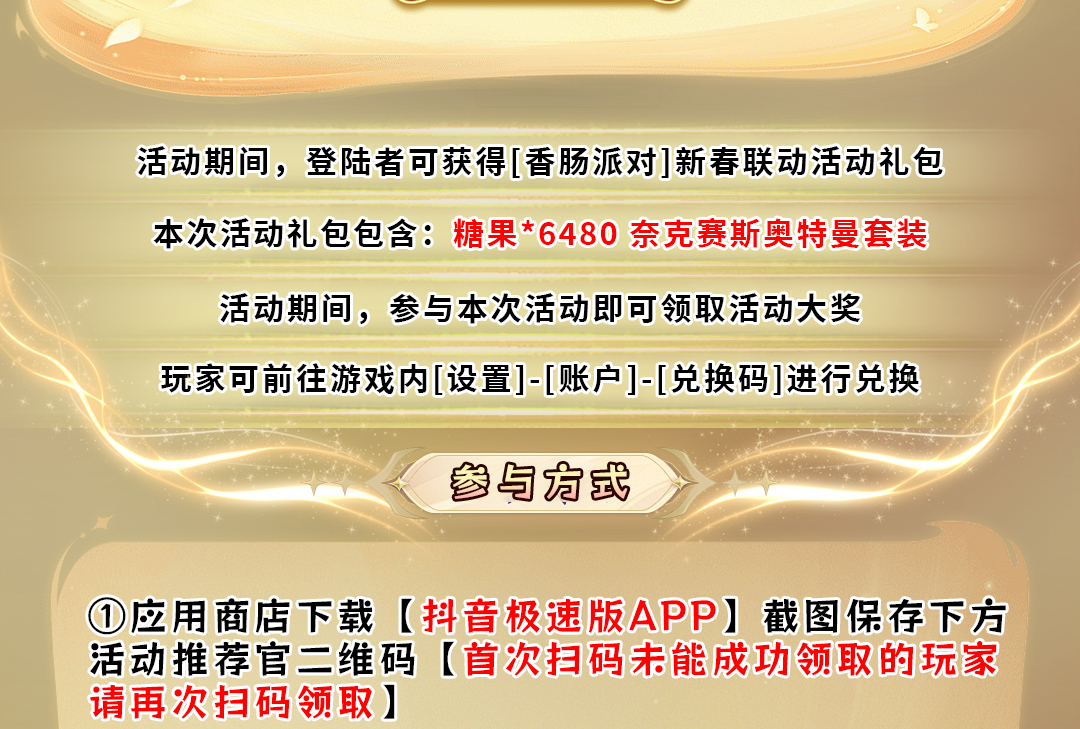 活动期间，登陆者可获得[香肠派对]新春联动活动礼包
本次活动礼包包含：糖果*6480 奈克赛斯奥特曼套装
活动期间，参与本次活动即可领取活动大奖
玩家可前往游戏内[设置]-[账户]-[兑换码]进行兑换
参与方式
①应用商店下载【抖音极速版APP】截图保存下方
活动推荐官二维码【首次扫码未能成功领取的玩家
请再次扫码领取】